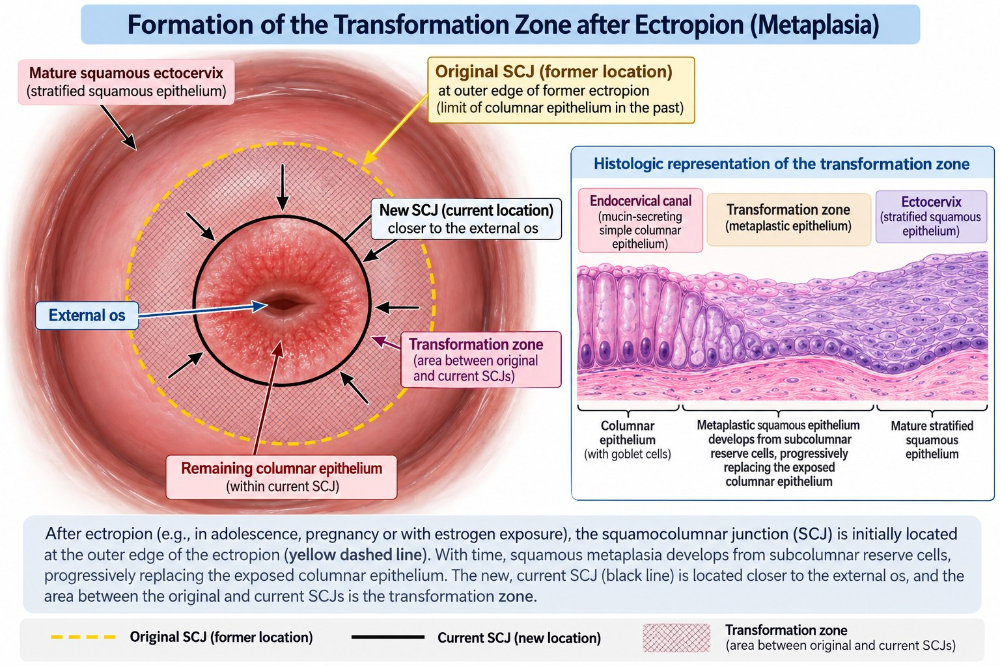 Formation of the Transformation Zone after Ectropion (Metaplasia)
Mature squamous ectocervix
(stratified squamous epithelium)
Original SCJ (former location)
at outer edge of former ectropion
(limit of columnar epithelium in the past)
New SCJ (current location)
closer to the external os
External os
Transformation zone
(area between original
and current SCJs)
Remaining columnar epithelium
(within current SCJ)
Histologic representation of the transformation zone
Endocervical canal
(mucin-secreting
simple columnar
epithelium)
Transformation zone
(metaplastic epithelium)
Ectocervix
(stratified squamous
epithelium)
Columnar
epithelium
(with goblet cells)
Metaplastic squamous epithelium
develops from subcolumnar
reserve cells, progressively
replacing the exposed
columnar epithelium
Mature stratified
squamous
epithelium
After ectropion (e.g., in adolescence, pregnancy or with estrogen exposure), the squamocolumnar junction (SCJ) is initially located
at the outer edge of the ectropion (yellow dashed line). With time, squamous metaplasia develops from subcolumnar reserve cells,
progressively replacing the exposed columnar epithelium. The new, current SCJ (black line) is located closer to the external os, and the
area between the original and current SCJs is the transformation zone.
Original SCJ (former location)
Current SCJ (new location)
Transformation zone
(area between original and current SCJs)